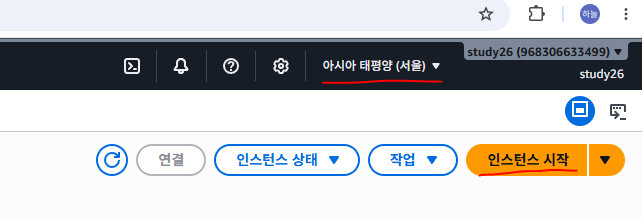 하늘
아시아 태평양 (서울) ▼
study26 (968306633499) ▼
study26
연결
인스턴스 상태 ▼
작업 ▼
인스턴스 시작 ▼